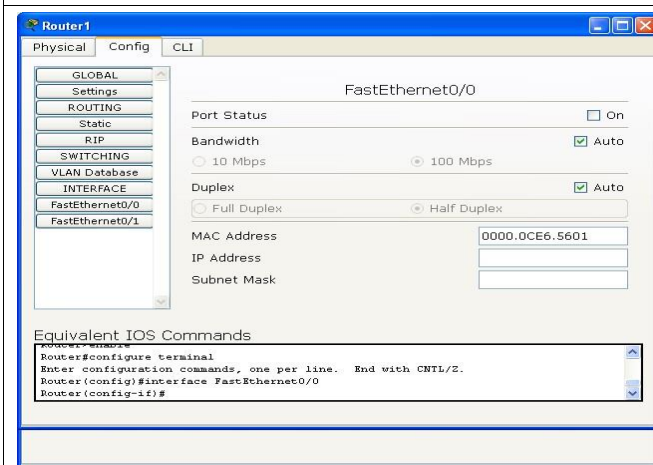 Router1
Physical Config CLI
GLOBAL
Settings
ROUTING
Static
RIP
SWITCHING
VLAN Database
INTERFACE
FastEthernet0/0
FastEthernet0/1
FastEthernet0/0
Port Status On
Bandwidth Auto
10 Mbps 100 Mbps
Duplex Auto
Full Duplex Half Duplex
MAC Address 0000.0CE6.5601
IP Address
Subnet Mask
Equivalent IOS Commands
Router>enable
Router#configure terminal
Enter configuration commands, one per line. End with CNTL/Z.
Router(config)#interface FastEthernet0/0
Router(config-if)#